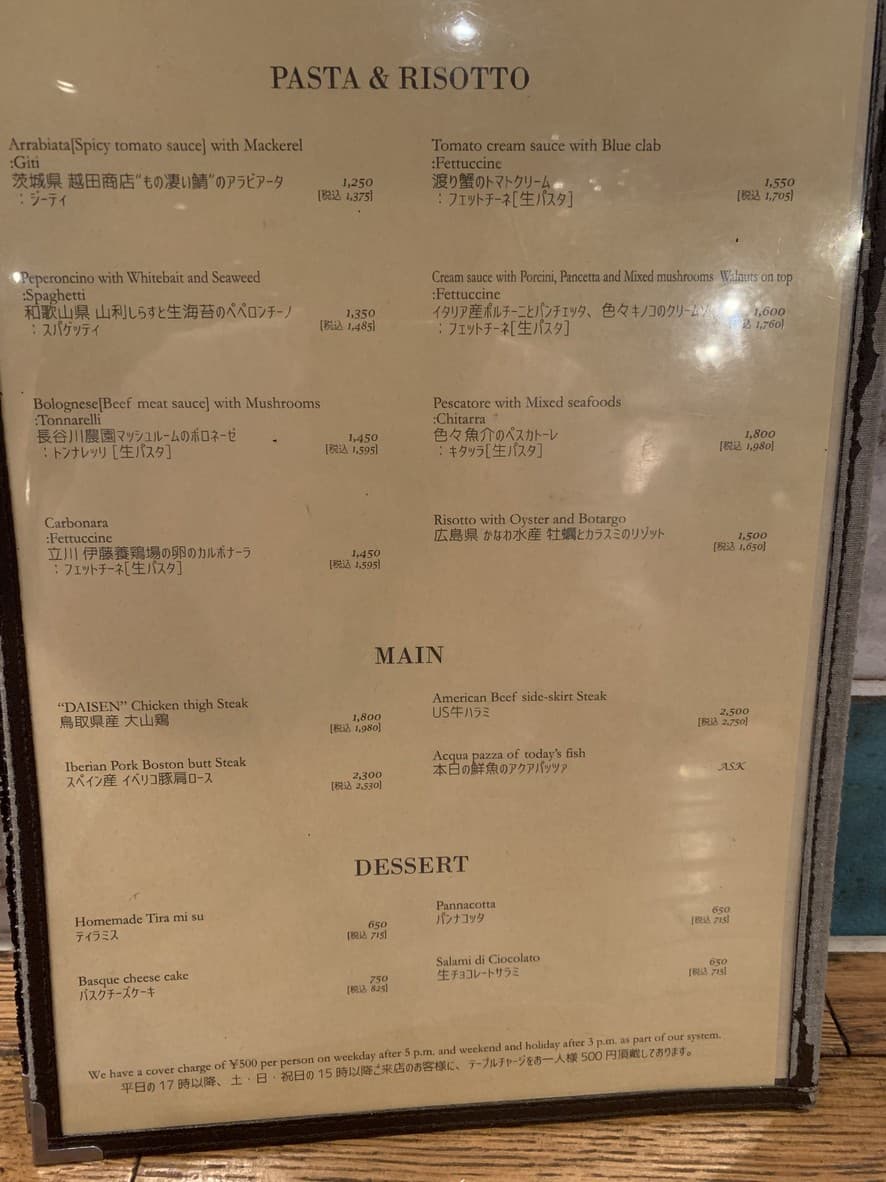 PASTA & RISOTTO
Arrabiata[Spicy tomato sauce] with Mackerel
:Giti
茨城県 越田商店“もの凄い鯖”のアラビアータ
：ジーティ
1,250
[税込 1,375]
Tomato cream sauce with Blue clab
:Fettuccine
渡り蟹のトマトクリーム
：フェットチーネ[生パスタ]
1,550
[税込 1,705]
Peperoncino with Whitebait and Seaweed
:Spaghetti
和歌山県 山利しらすと生海苔のペペロンチーノ
：スパゲッティ
1,350
[税込 1,485]
Cream sauce with Porcini, Pancetta and Mixed mushrooms Walnuts on top
:Fettuccine
イタリア産ポルチーニとパンチェッタ、色々キノコのクリーム
：フェットチーネ[生パスタ]
1,600
[税込 1,760]
Bolognese[Beef meat sauce] with Mushrooms
:Tonnarelli
長谷川農園マッシュルームのボロネーゼ
：トンナレッリ [生パスタ]
1,450
[税込 1,595]
Pescatore with Mixed seafoods
:Chitarra
色々魚介のペスカトーレ
：キタッラ[生パスタ]
1,800
[税込 1,980]
Carbonara
:Fettuccine
立川 伊藤養鶏場の卵のカルボナーラ
：フェットチーネ[生パスタ]
1,450
[税込 1,595]
Risotto with Oyster and Botargo
広島県 かなわ水産 牡蠣とカラスミのリゾット
1,500
[税込 1,650]
MAIN
“DAISEN” Chicken thigh Steak
鳥取県産 大山鶏
1,800
[税込 1,980]
American Beef side-skirt Steak
US牛ハラミ
2,500
[税込 2,750]
Iberian Pork Boston butt Steak
スペイン産 イベリコ豚肩ロース
2,300
[税込 2,530]
Acqua pazza of today's fish
本日の鮮魚のアクアパッツァ
ASK
DESSERT
Homemade Tira mi su
ティラミス
650
[税込 715]
Pannacotta
パンナコッタ
650
[税込 715]
Basque cheese cake
バスクチーズケーキ
750
[税込 825]
Salami di Ciocolato
生チョコレートサラミ
650
[税込 715]
We have a cover charge of ¥500 per person on weekday after 5 p.m. and weekend and holiday after 3 p.m. as part of our system.
平日の17時以降、土・日・祝日の15時以降ご来店のお客様に、テーブルチャージをお一人様500円頂戴しております。